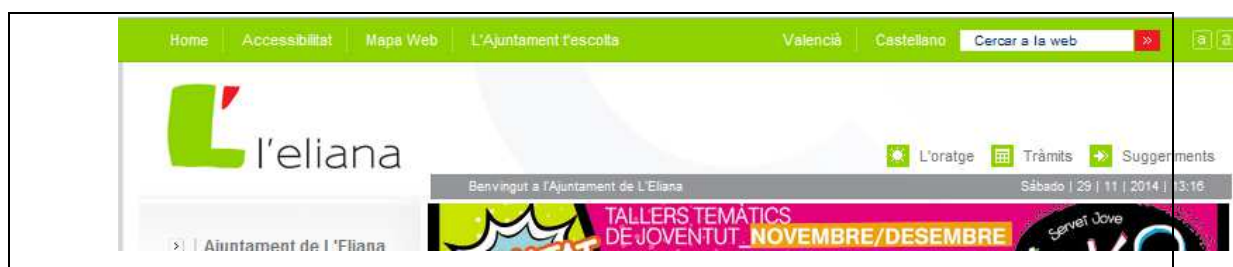 Home Accessibilitat Mapa Web L'Ajuntament t'escolta Valencià Castellano Cercar a la web » a a
l'eliana
L'oratge Tràmits Suggeriments
Benvingut a l'Ajuntament de L'Eliana Sábado | 29 | 11 | 2014 | 13:16
TALLERS TEMÀTICS
DE JOVENTUT_NOVEMBRE/DESEMBRE
Servei Jove
Ajuntament de L'Eliana